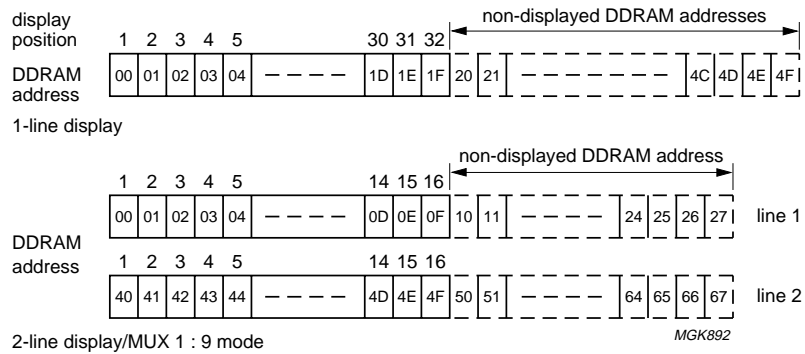 display position 1 2 3 4 5 30 31 32 non-displayed DDRAM addresses
DDRAM address 00 01 02 03 04 1D 1E 1F 20 21 4C 4D 4E 4F
1-line display
non-displayed DDRAM address
1 2 3 4 5 14 15 16
00 01 02 03 04 0D 0E 0F 10 11 24 25 26 27 line 1
DDRAM address
1 2 3 4 5 14 15 16
40 41 42 43 44 4D 4E 4F 50 51 64 65 66 67 line 2
2-line display/MUX 1 : 9 mode
MGK892